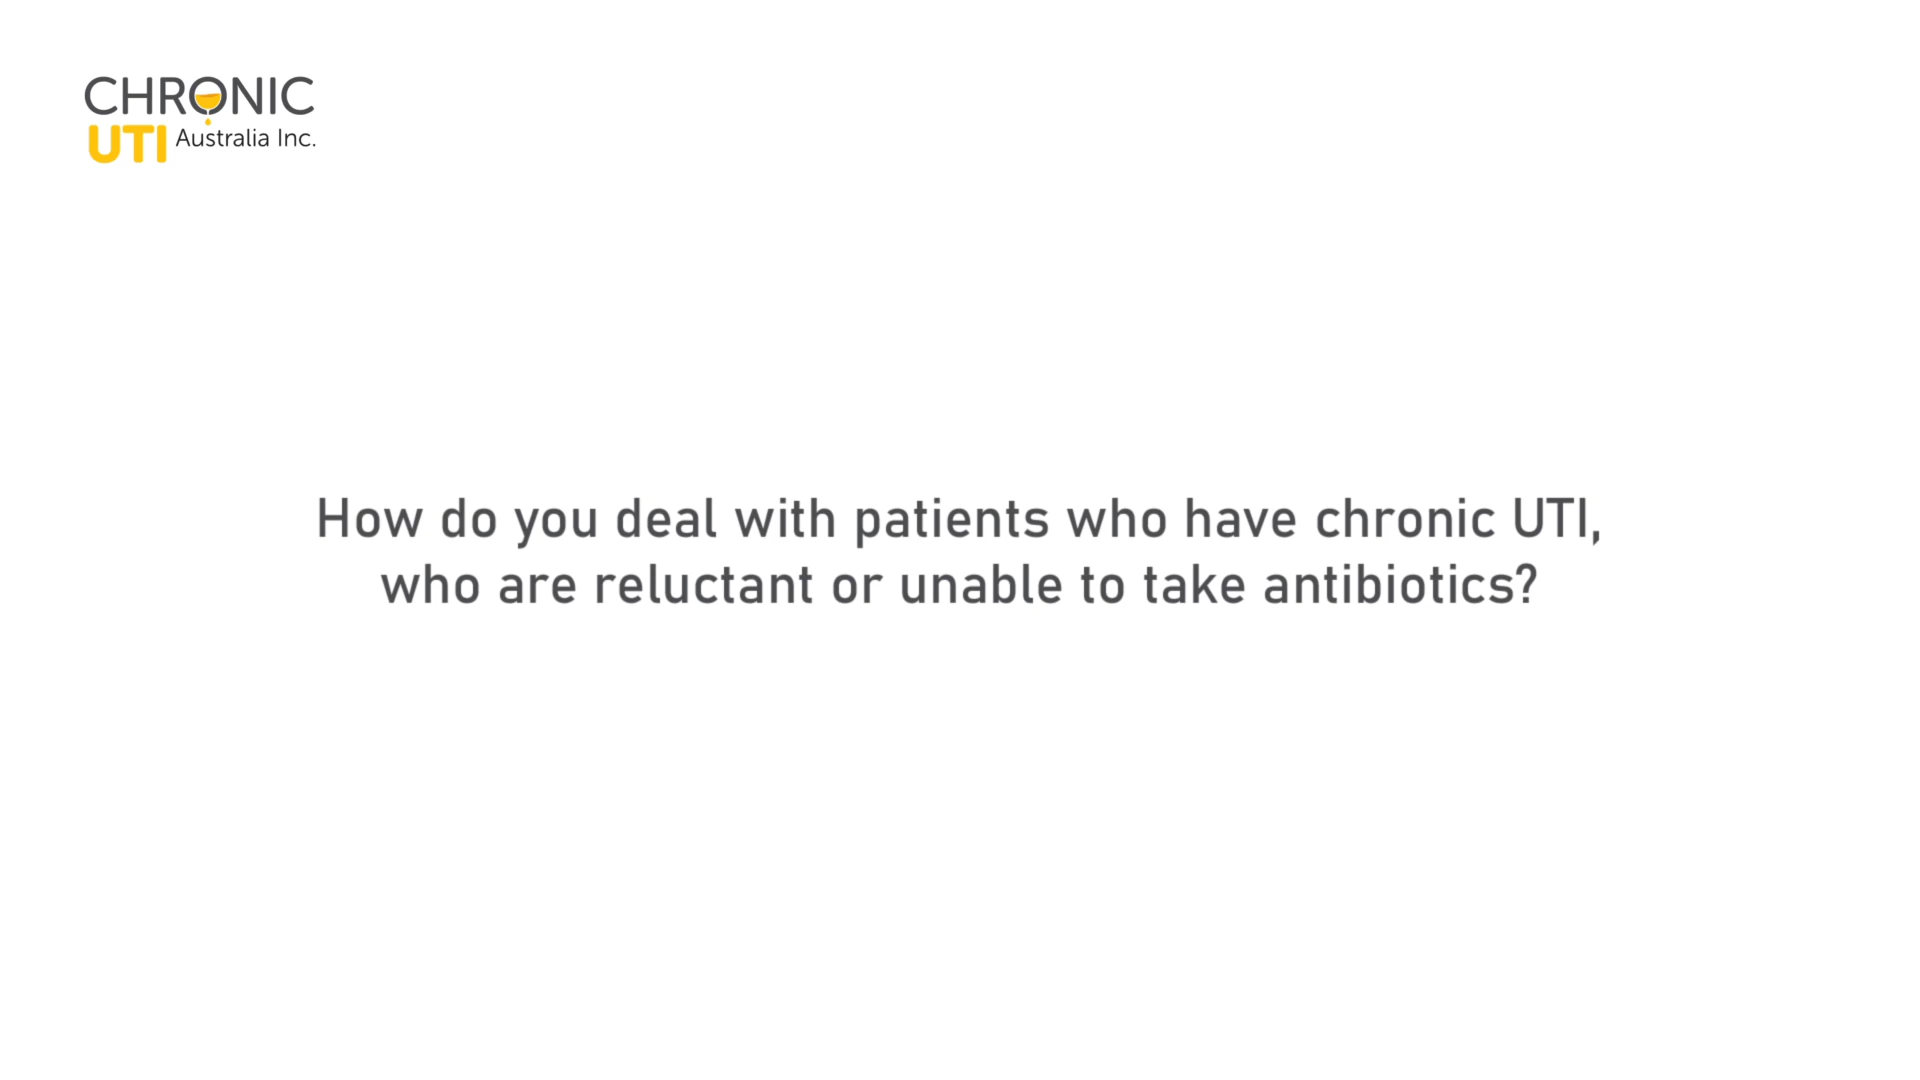 CHRONIC
UTI Australia Inc.
How do you deal with patients who have chronic UTI,
who are reluctant or unable to take antibiotics?